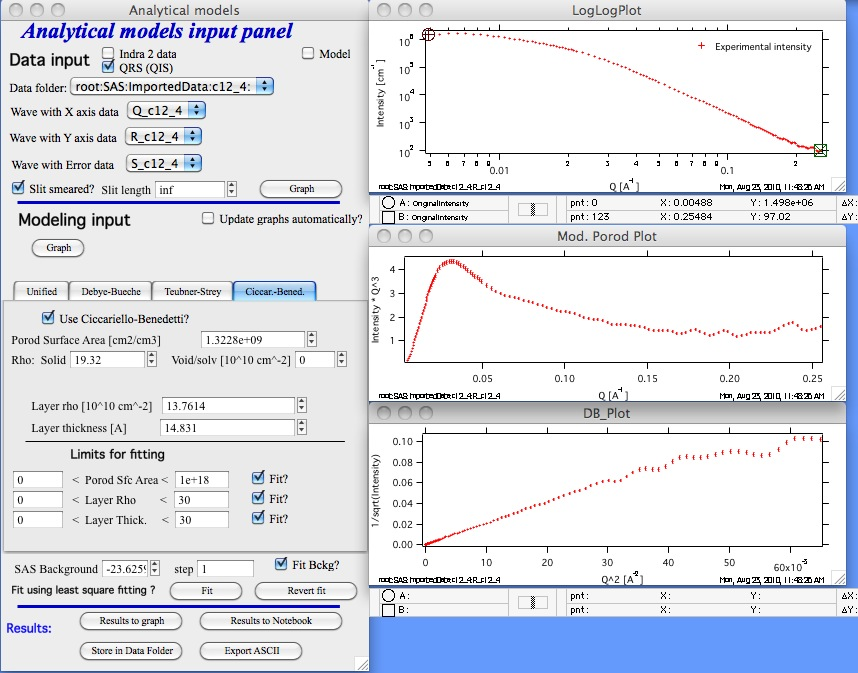 Analytical models
Analytical models input panel
Data input
Indra 2 data
QRS (QIS)
Model
Data folder: root:SAS:ImportedData:c12_4:
Wave with X axis data Q_c12_4
Wave with Y axis data R_c12_4
Wave with Error data S_c12_4
Slit smeared? Slit length inf Graph
Modeling input
Update graphs automatically?
Graph
Unified Debye-Bueche Teubner-Strey Ciccar.-Bened.
Use Ciccariello-Benedetti?
Porod Surface Area [cm2/cm3] 1.3228e+09
Rho: Solid 19.32 Void/solv [10^10 cm^-2] 0
Layer rho [10^10 cm^-2] 13.7614
Layer thickness [A] 14.831
Limits for fitting
0 < Porod Sfc Area < 1e+18 Fit?
0 < Layer Rho < 30 Fit?
0 < Layer Thick. < 30 Fit?
SAS Background -23.6259 step 1 Fit Bckg?
Fit using least square fitting ? Fit Revert fit
Results:
Results to graph Results to Notebook
Store in Data Folder Export ASCII
LogLogPlot
Experimental intensity
Intensity [cm^-1]
10^6
10^5
10^4
10^3
10^2
5 6 7 8 9 0.01 2 3 4 5 6 7 8 9 0.1 2
Q [A^-1]
root:SAS:ImportedData:c12_4:R_c12_4
Mon, Aug 23, 2010, 11:48:26 AM
A: OriginalIntensity pnt: 0 X: 0.00488 Y: 1.498e+06 ΔX:
B: OriginalIntensity pnt: 123 X: 0.25484 Y: 97.02 ΔY:
Mod. Porod Plot
Intensity * Q^3
4
3
2
1
0.05 0.10 0.15 0.20 0.25
Q [A^-1]
root:SAS:ImportedData:c12_4:R_c12_4
Mon, Aug 23, 2010, 11:48:26 AM
DB_Plot
1/sqrt(Intensity)
0.10
0.08
0.06
0.04
0.02
0.00
0 10 20 30 40 50 60x10^-3
Q^2 [A^-2]
root:SAS:ImportedData:c12_4:R_c12_4
Mon, Aug 23, 2010, 11:48:26 AM
A: pnt: X: Y: ΔX:
B: pnt: X: Y: ΔY: